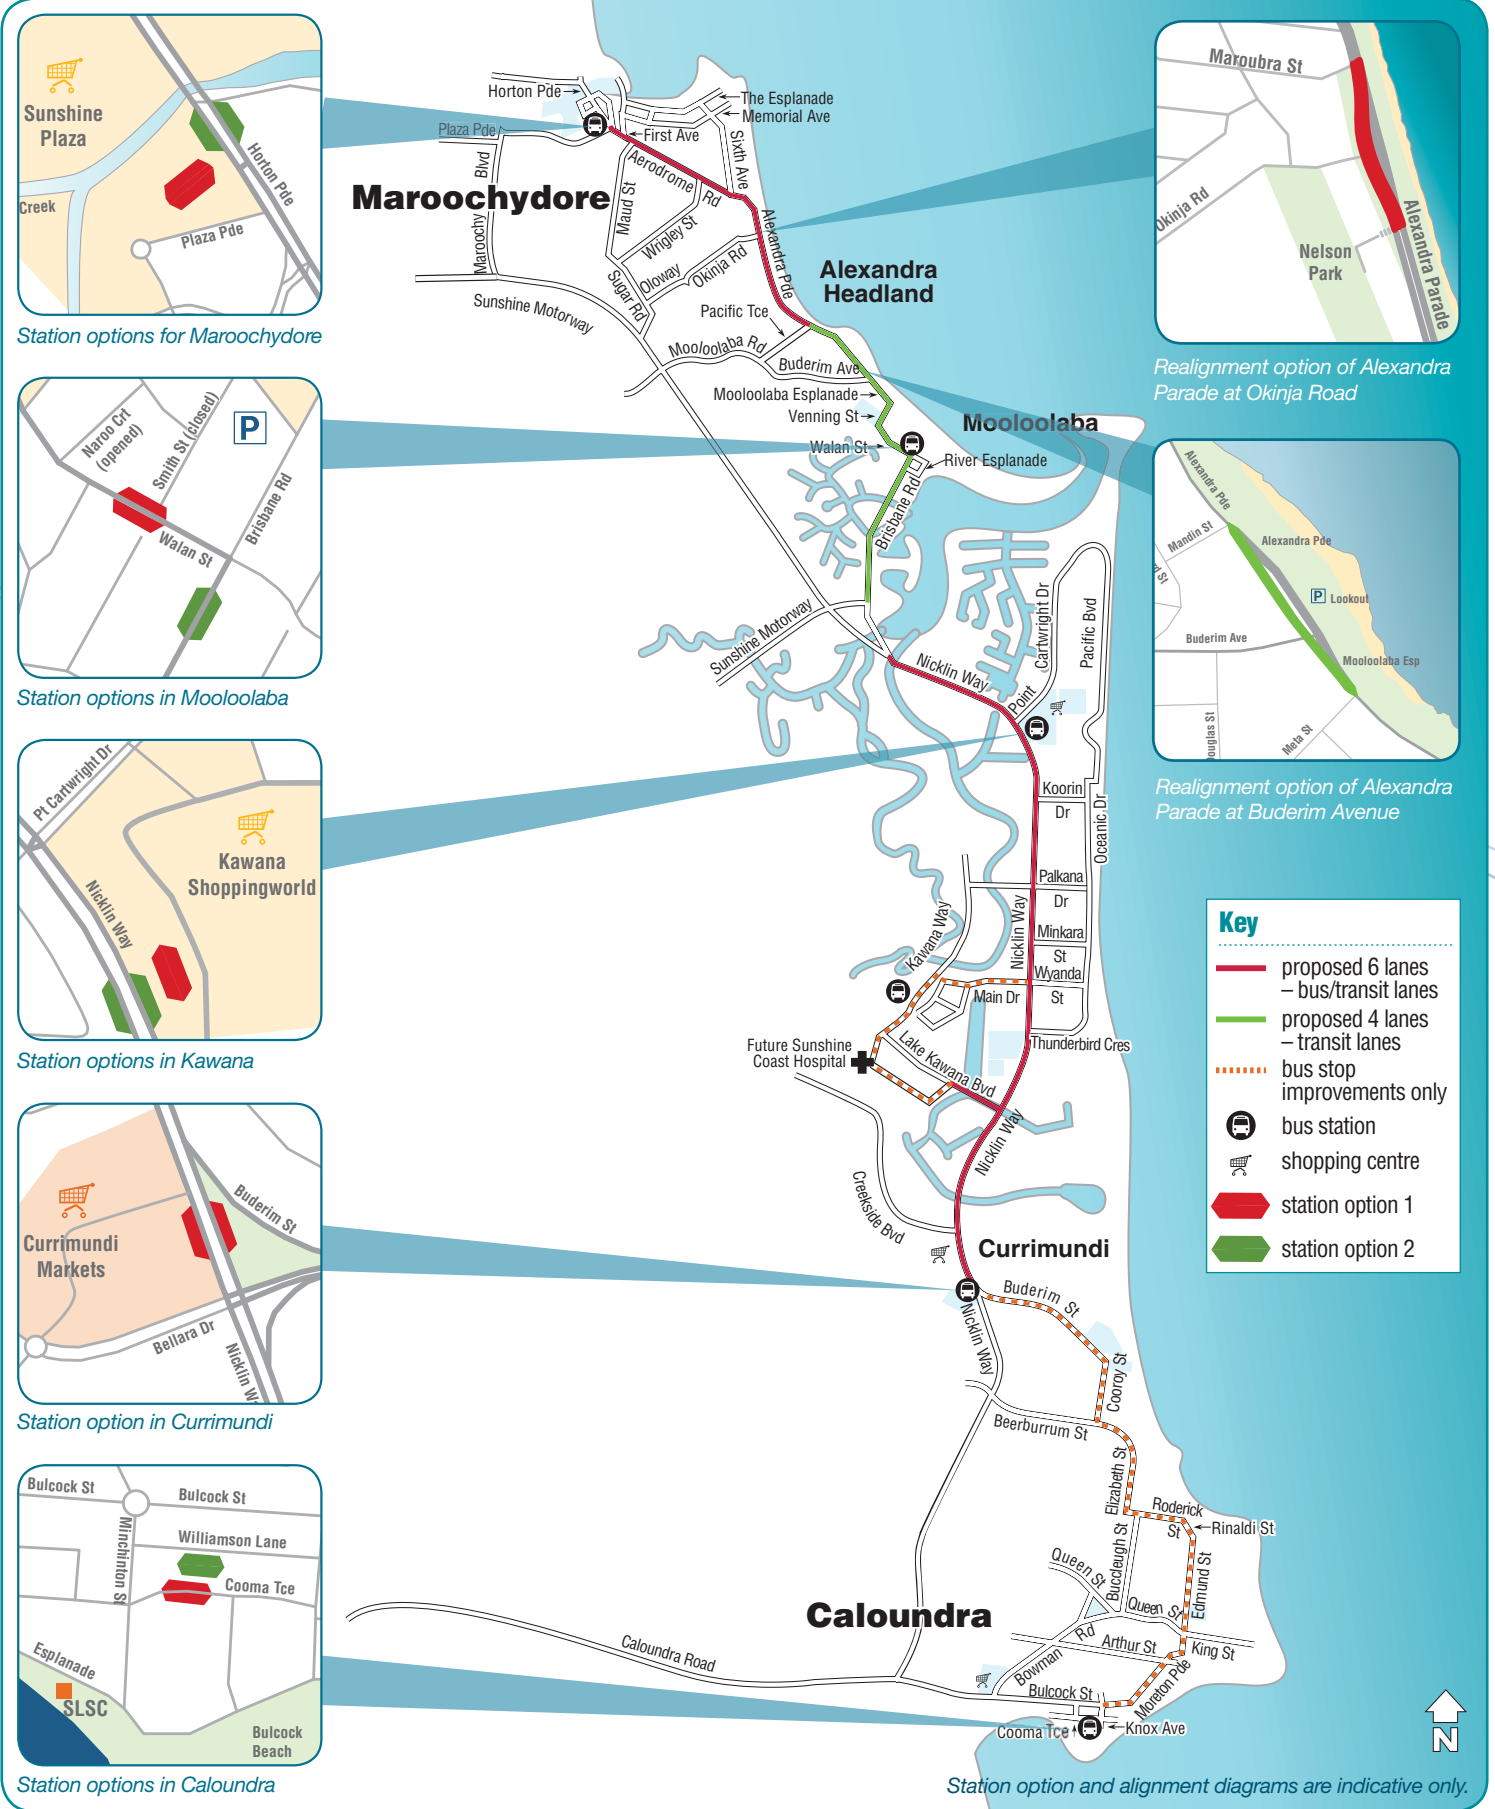 Sunshine
Plaza
Creek
Horton Pde
Plaza Pde
Station options for Maroochydore
Naroo Crt
(opened)
Smith St (closed)
P
Brisbane Rd
Walan St
Station options in Mooloolaba
Pt Cartwright Dr
Kawana
Shoppingworld
Nicklin Way
Station options in Kawana
Buderim St
Currimundi
Markets
Bellara Dr
Nicklin W
Station option in Currimundi
Bulcock St
Bulcock St
Minchinton St
Williamson Lane
Cooma Tce
Esplanade
SLSC
Bulcock
Beach
Station options in Caloundra
Horton Pde
The Esplanade
Memorial Ave
Plaza Pde
First Ave
Sixth Ave
Maroochy Blvd
Aerodrome Rd
Maroochydore
Maud St
Wrigley St
Alexandra Pde
Oloway
Okinja Rd
Sugar Rd
Sunshine Motorway
Alexandra
Headland
Pacific Tce
Mooloolaba Rd
Buderim Ave
Mooloolaba Esplanade
Venning St
Mooloolaba
Walan St
River Esplanade
Brisbane Rd
Sunshine Motorway
Nicklin Way
Point Cartwright Dr
Pacific Bvd
Koorin
Dr
Oceanic Dr
Palkana
Dr
Nicklin Way
Minkara
St
Wyanda
St
Kawana Way
Main Dr
Thunderbird Cres
Future Sunshine
Coast Hospital
Lake Kawana Bvd
Nicklin Way
Creekside Bvd
Currimundi
Buderim St
Nicklin Way
Cooroy St
Beerburrum St
Elizabeth St
Roderick
St
Rinaldi St
Buccleugh St
Edmund St
Queen St
Queen St
Caloundra
Arthur St
King St
Bowman Rd
Caloundra Road
Bulcock St
Moreton Pde
Cooma Tce
Knox Ave
Maroubra St
Okinja Rd
Nelson
Park
Alexandra Parade
Realignment option of Alexandra
Parade at Okinja Road
Alexandra Pde
Mandin St
Alexandra Pde
rd St
P Lookout
Buderim Ave
Mooloolaba Esp
Douglas St
Meta St
Realignment option of Alexandra
Parade at Buderim Avenue
Key
proposed 6 lanes
– bus/transit lanes
proposed 4 lanes
– transit lanes
bus stop
improvements only
bus station
shopping centre
station option 1
station option 2
N
Station option and alignment diagrams are indicative only.